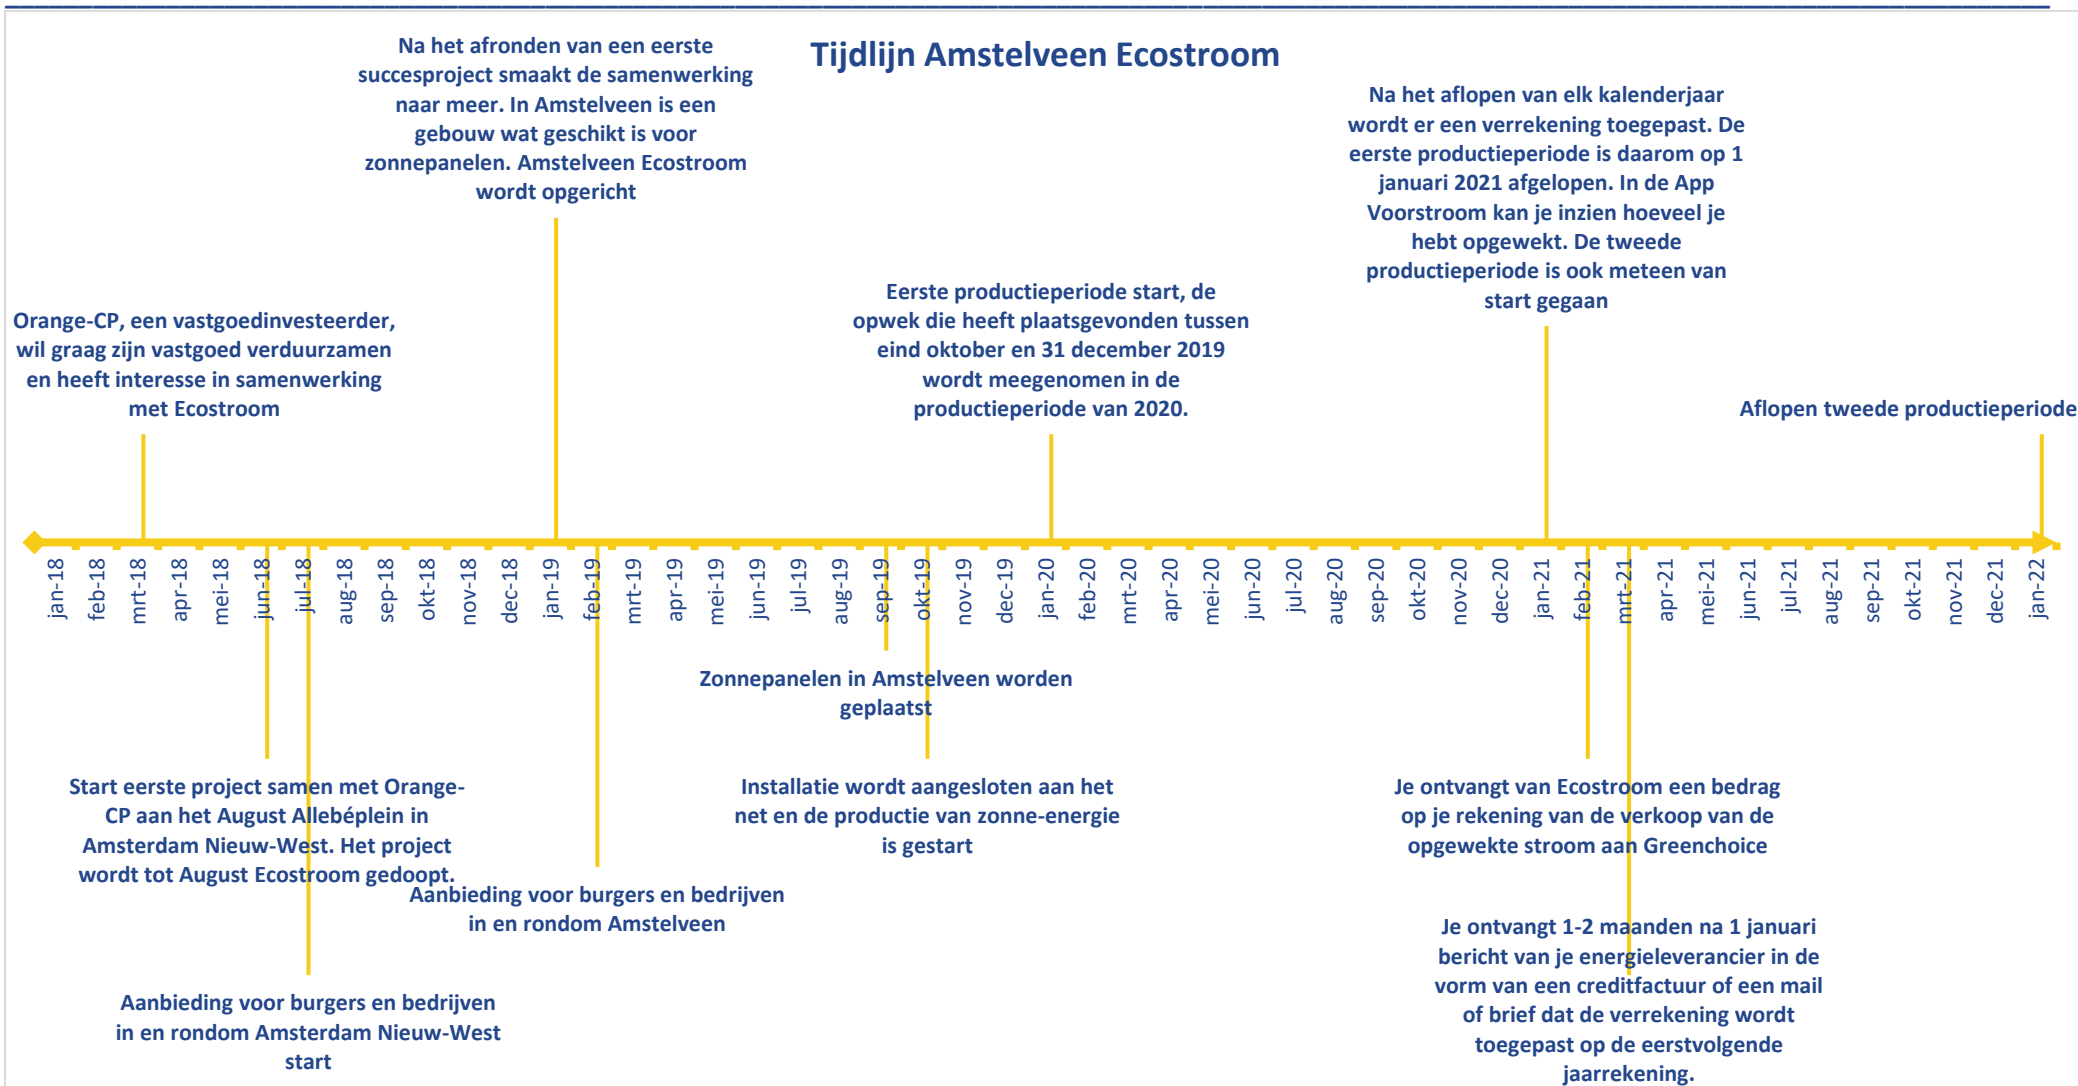 Tijdlijn Amstelveen Ecostroom
Orange-CP, een vastgoedinvesteerder,
wil graag zijn vastgoed verduurzamen
en heeft interesse in samenwerking
met Ecostroom
Na het afronden van een eerste
succesproject smaakt de samenwerking
naar meer. In Amstelveen is een
gebouw wat geschikt is voor
zonnepanelen. Amstelveen Ecostroom
wordt opgericht
Eerste productieperiode start, de
opwek die heeft plaatsgevonden tussen
eind oktober en 31 december 2019
wordt meegenomen in de
productieperiode van 2020.
Na het aflopen van elk kalenderjaar
wordt er een verrekening toegepast. De
eerste productieperiode is daarom op 1
januari 2021 afgelopen. In de App
Voorstroom kan je inzien hoeveel je
hebt opgewekt. De tweede
productieperiode is ook meteen van
start gegaan
Aflopen tweede productieperiode
jan-18
feb-18
mrt-18
apr-18
mei-18
jun-18
jul-18
aug-18
sep-18
okt-18
nov-18
dec-18
jan-19
feb-19
mrt-19
apr-19
mei-19
jun-19
jul-19
aug-19
sep-19
okt-19
nov-19
dec-19
jan-20
feb-20
mrt-20
apr-20
mei-20
jun-20
jul-20
aug-20
sep-20
okt-20
nov-20
dec-20
jan-21
feb-21
mrt-21
apr-21
mei-21
jun-21
jul-21
aug-21
sep-21
okt-21
nov-21
dec-21
jan-22
Start eerste project samen met Orange-
CP aan het August Allebéplein in
Amsterdam Nieuw-West. Het project
wordt tot August Ecostroom gedoopt.
Aanbieding voor burgers en bedrijven
in en rondom Amsterdam Nieuw-West
start
Aanbieding voor burgers en bedrijven
in en rondom Amstelveen
Zonnepanelen in Amstelveen worden
geplaatst
Installatie wordt aangesloten aan het
net en de productie van zonne-energie
is gestart
Je ontvangt van Ecostroom een bedrag
op je rekening van de verkoop van de
opgewekte stroom aan Greenchoice
Je ontvangt 1-2 maanden na 1 januari
bericht van je energieleverancier in de
vorm van een creditfactuur of een mail
of brief dat de verrekening wordt
toegepast op de eerstvolgende
jaarrekening.